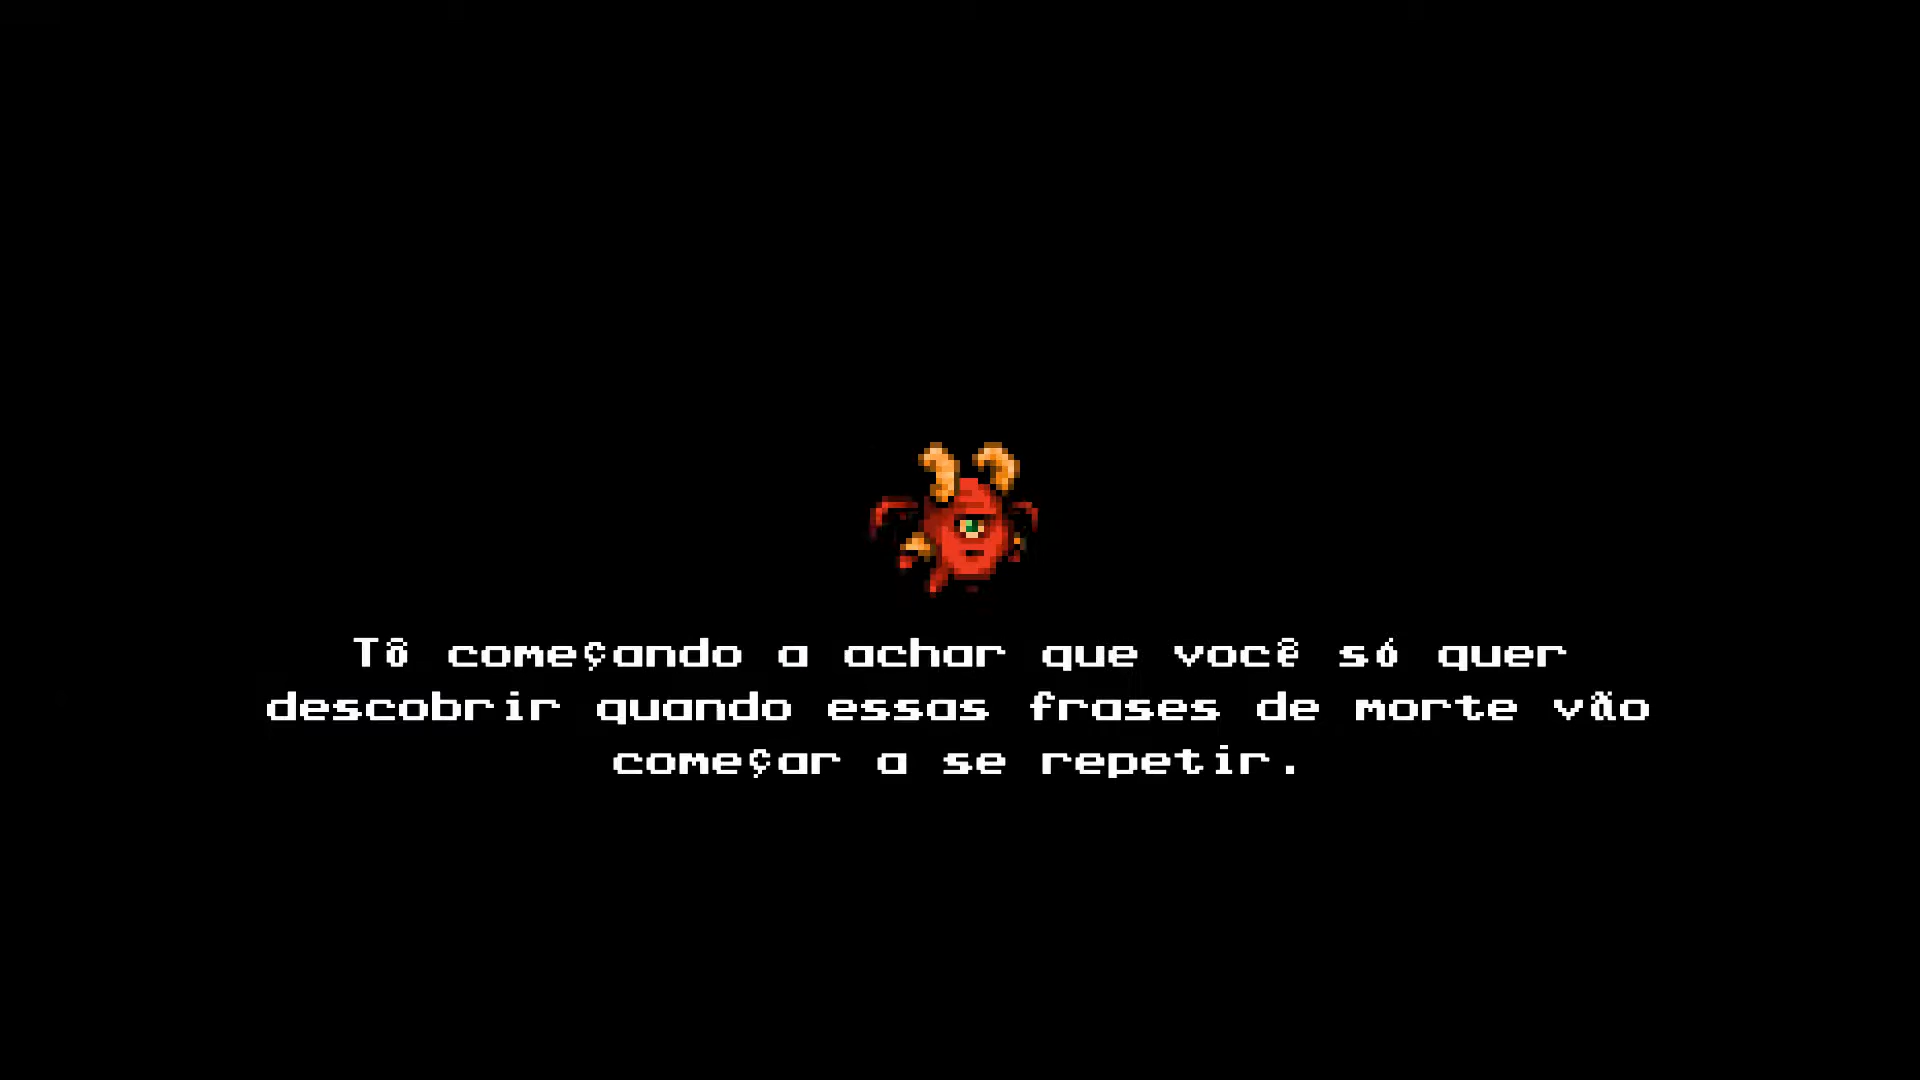 Tô começando a achar que você só quer
descobrir quando essas frases de morte vão
começar a se repetir.